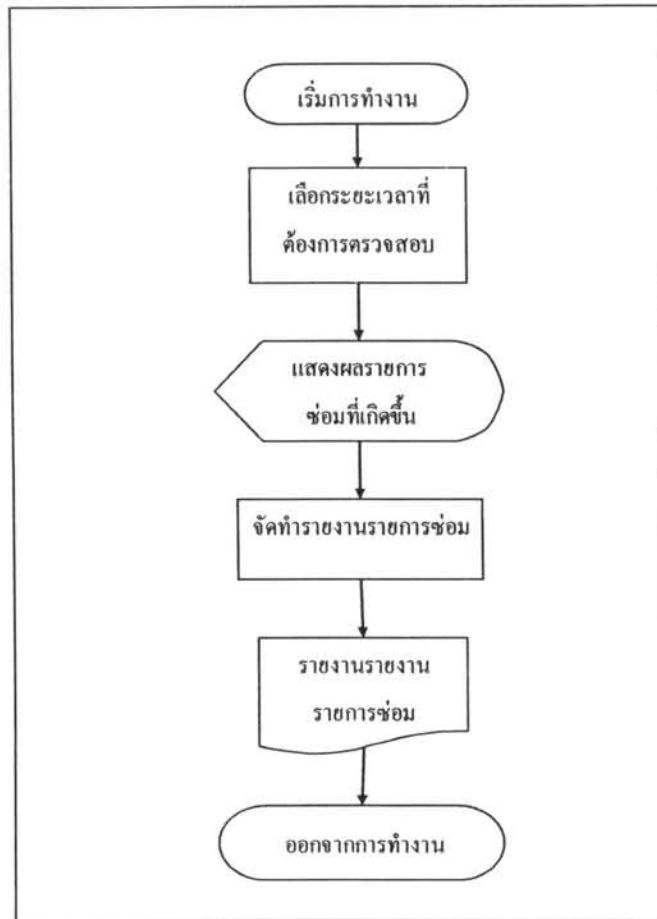 เริ่มการทำงาน
เลือกระยะเวลาที่
ต้องการตรวจสอบ
แสดงผลรายการ
ซ่อมที่เกิดขึ้น
จัดทำรายงานรายการซ่อม
รายงานรายงาน
รายการซ่อม
ออกจากการทำงาน